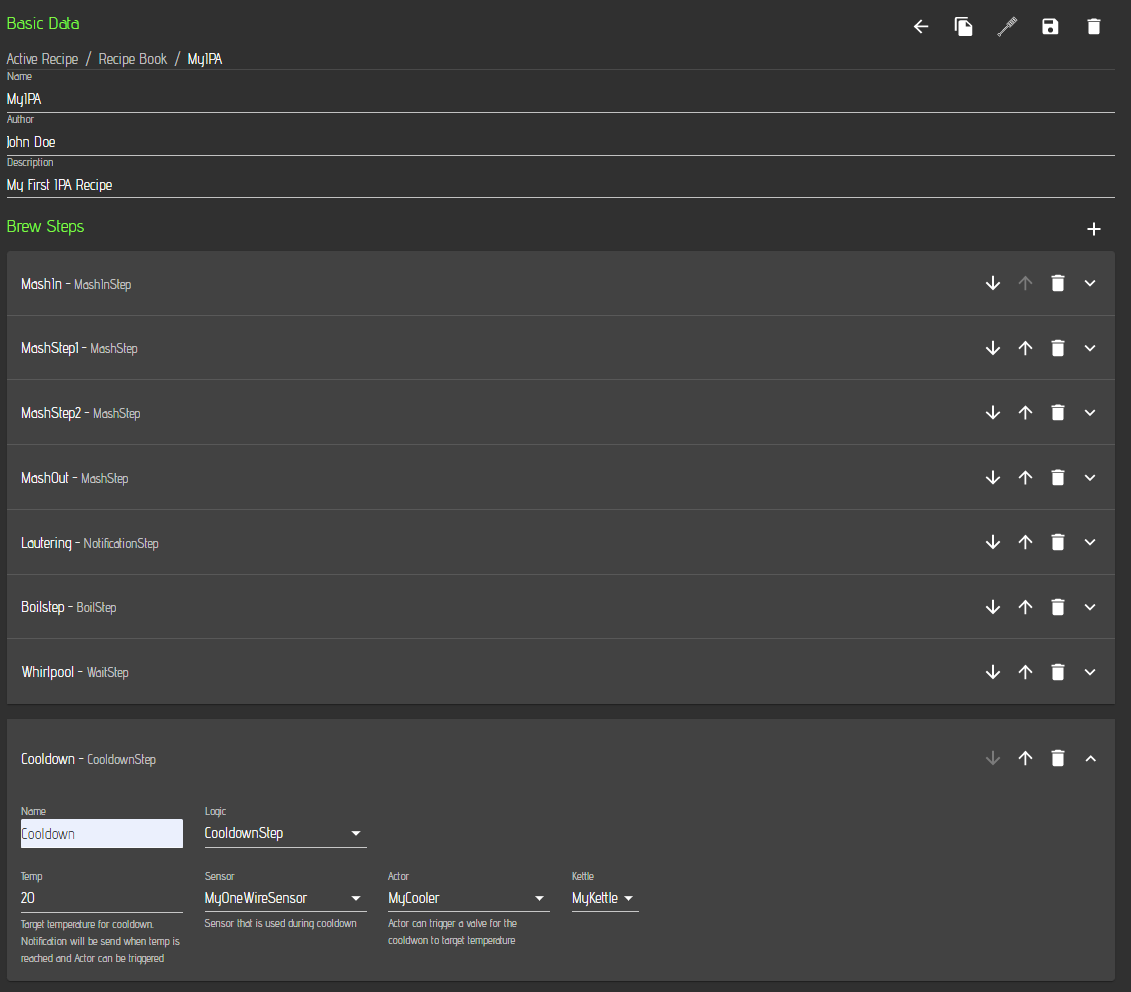 Basic Data
Active Recipe / Recipe Book / MyIPA
Name
MyIPA
Author
John Doe
Description
My First IPA Recipe
Brew Steps
MashIn - MashInStep
MashStep1 - MashStep
MashStep2 - MashStep
MashOut - MashStep
Lautering - NotificationStep
Boilstep - BoilStep
Whirlpool - WaitStep
Cooldown - CooldownStep
Name Logic
Cooldown CooldownStep
Temp Sensor Actor Kettle
20 MyOneWireSensor MyCooler MyKettle
Target temperature for cooldown.
Notification will be send when temp is
reached and Actor can be triggered
Sensor that is used during cooldown
Actor can trigger a valve for the
cooldwon to target temperature